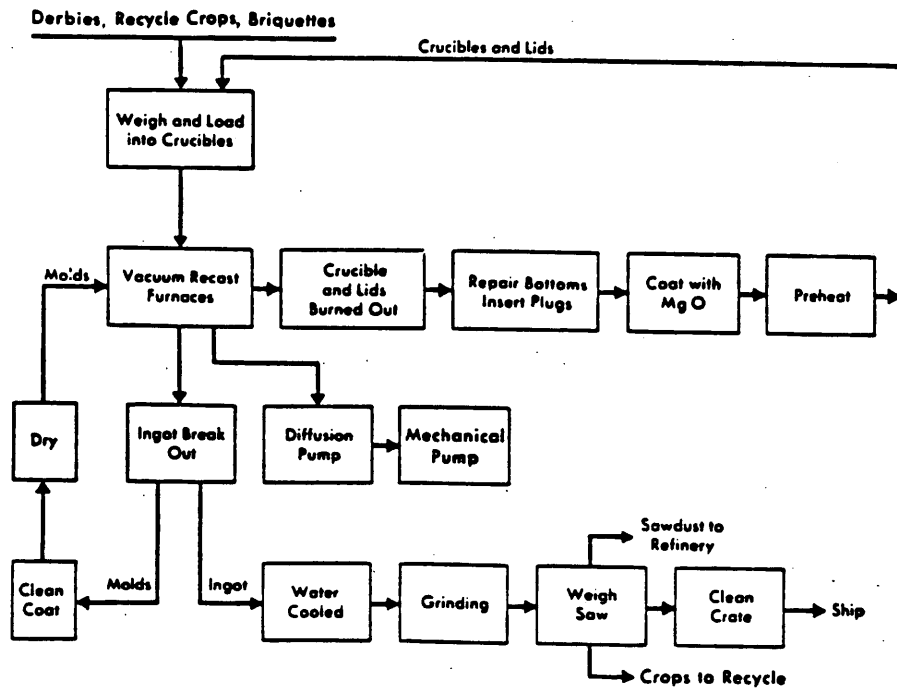 Derbies, Recycle Crops, Briquettes
Crucibles and Lids
Weigh and Load
into Crucibles
Molds
Vacuum Recast
Furnaces
Crucible
and Lids
Burned Out
Repair Bottoms
Insert Plugs
Coat with
Mg O
Preheat
Dry
Ingot Break
Out
Diffusion
Pump
Mechanical
Pump
Sawdust to
Refinery
Clean
Coat
Molds
Ingot
Water
Cooled
Grinding
Weigh
Saw
Clean
Crate
Ship
Crops to Recycle